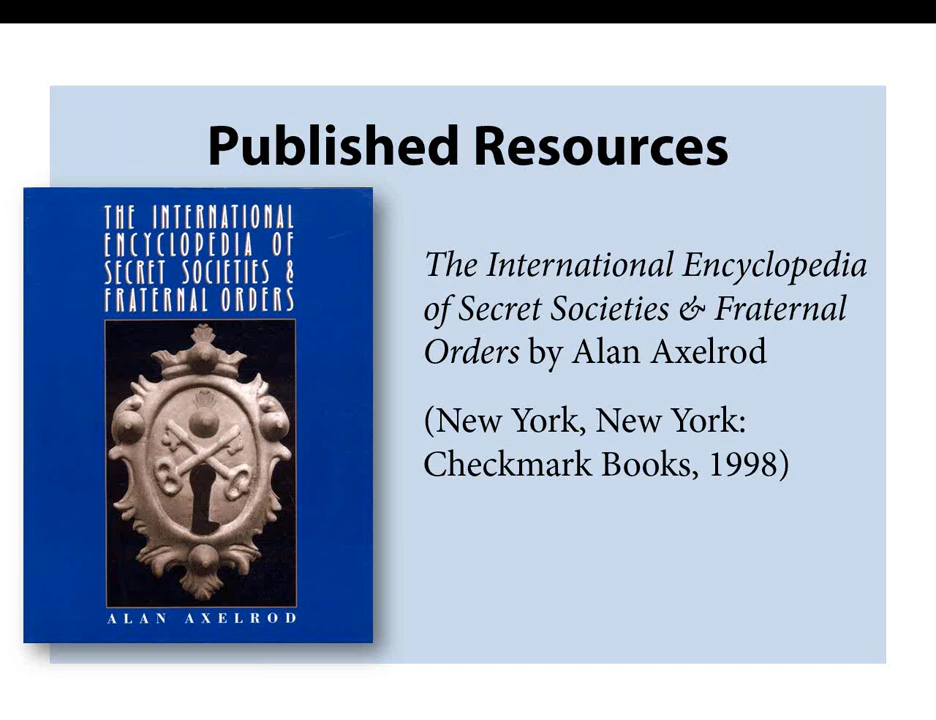 Published Resources
THE INTERNATIONAL
ENCYCLOPEDIA OF
SECRET SOCIETIES &
FRATERNAL ORDERS
ALAN AXELROD
The International Encyclopedia
of Secret Societies & Fraternal
Orders by Alan Axelrod
(New York, New York:
Checkmark Books, 1998)